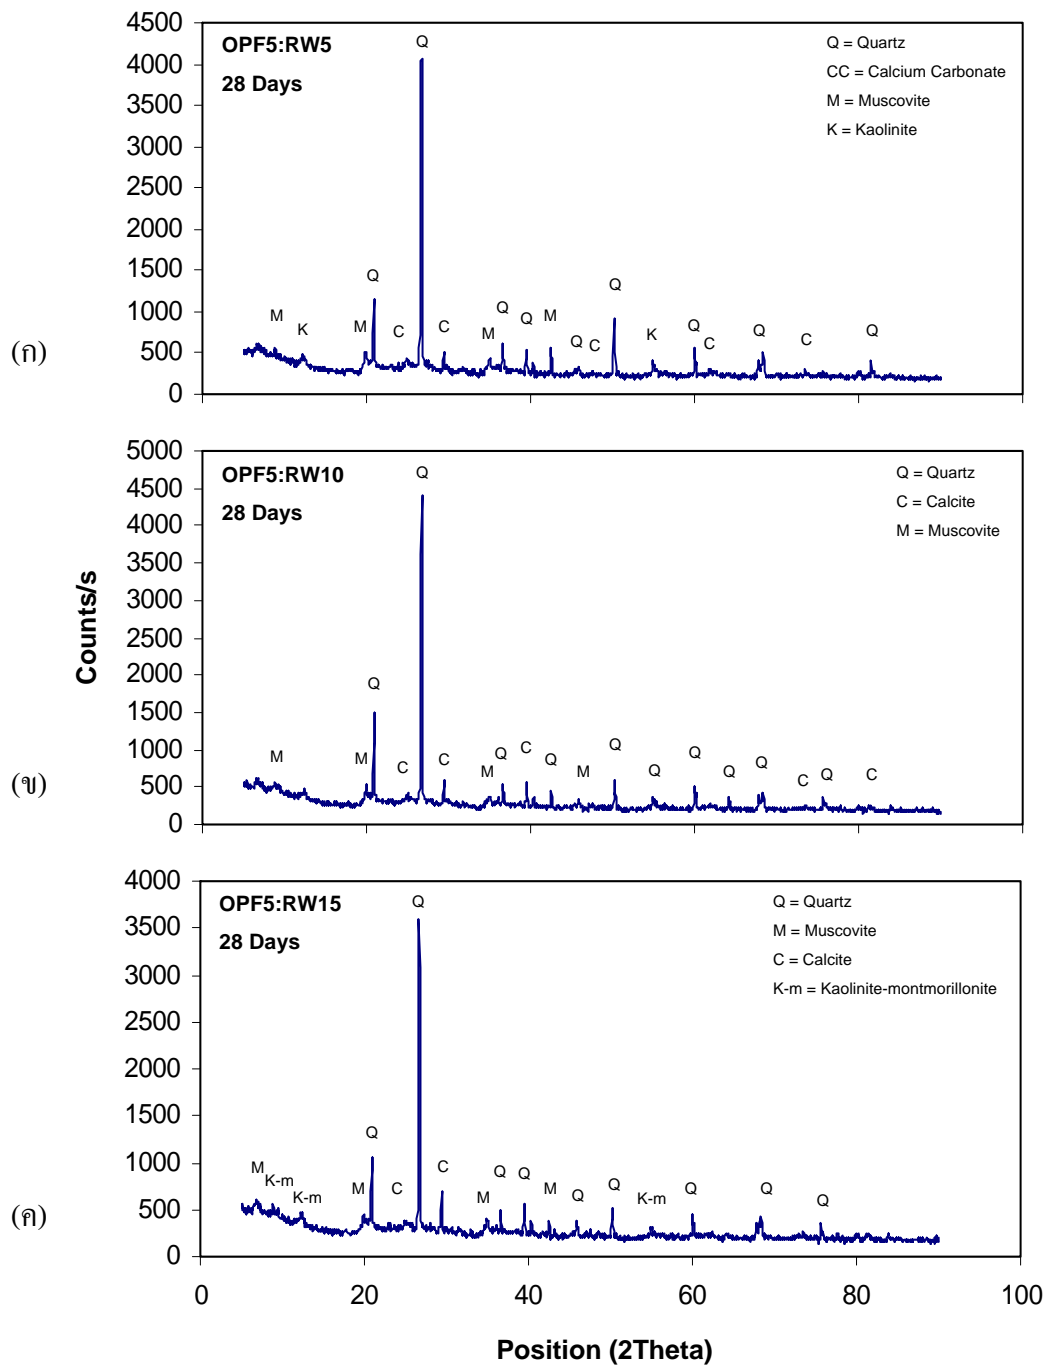 OPF5:RW5
28 Days
Q = Quartz
CC = Calcium Carbonate
M = Muscovite
K = Kaolinite
4500
4000
3500
3000
2500
2000
1500
1000
500
0
Q
M K M Q C C M Q Q M Q C Q K Q C Q C Q
(ก)
OPF5:RW10
28 Days
Q = Quartz
C = Calcite
M = Muscovite
5000
4500
4000
3500
3000
2500
2000
1500
1000
500
0
Q
M M Q C C M Q C Q M Q Q Q Q Q C Q C
(ข)
Counts/s
OPF5:RW15
28 Days
Q = Quartz
M = Muscovite
C = Calcite
K-m = Kaolinite-montmorillonite
4000
3500
3000
2500
2000
1500
1000
500
0
Q
M K-m K-m M Q C C M Q Q M Q Q K-m Q Q Q
(ค)
0 20 40 60 80 100
Position (2Theta)